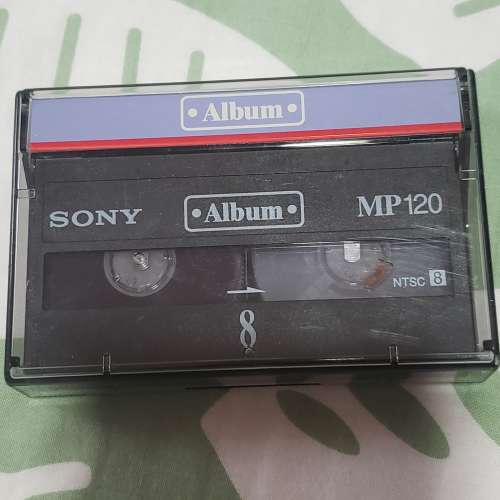 • Album •
SONY
• Album •
MP120
NTSC 8
8